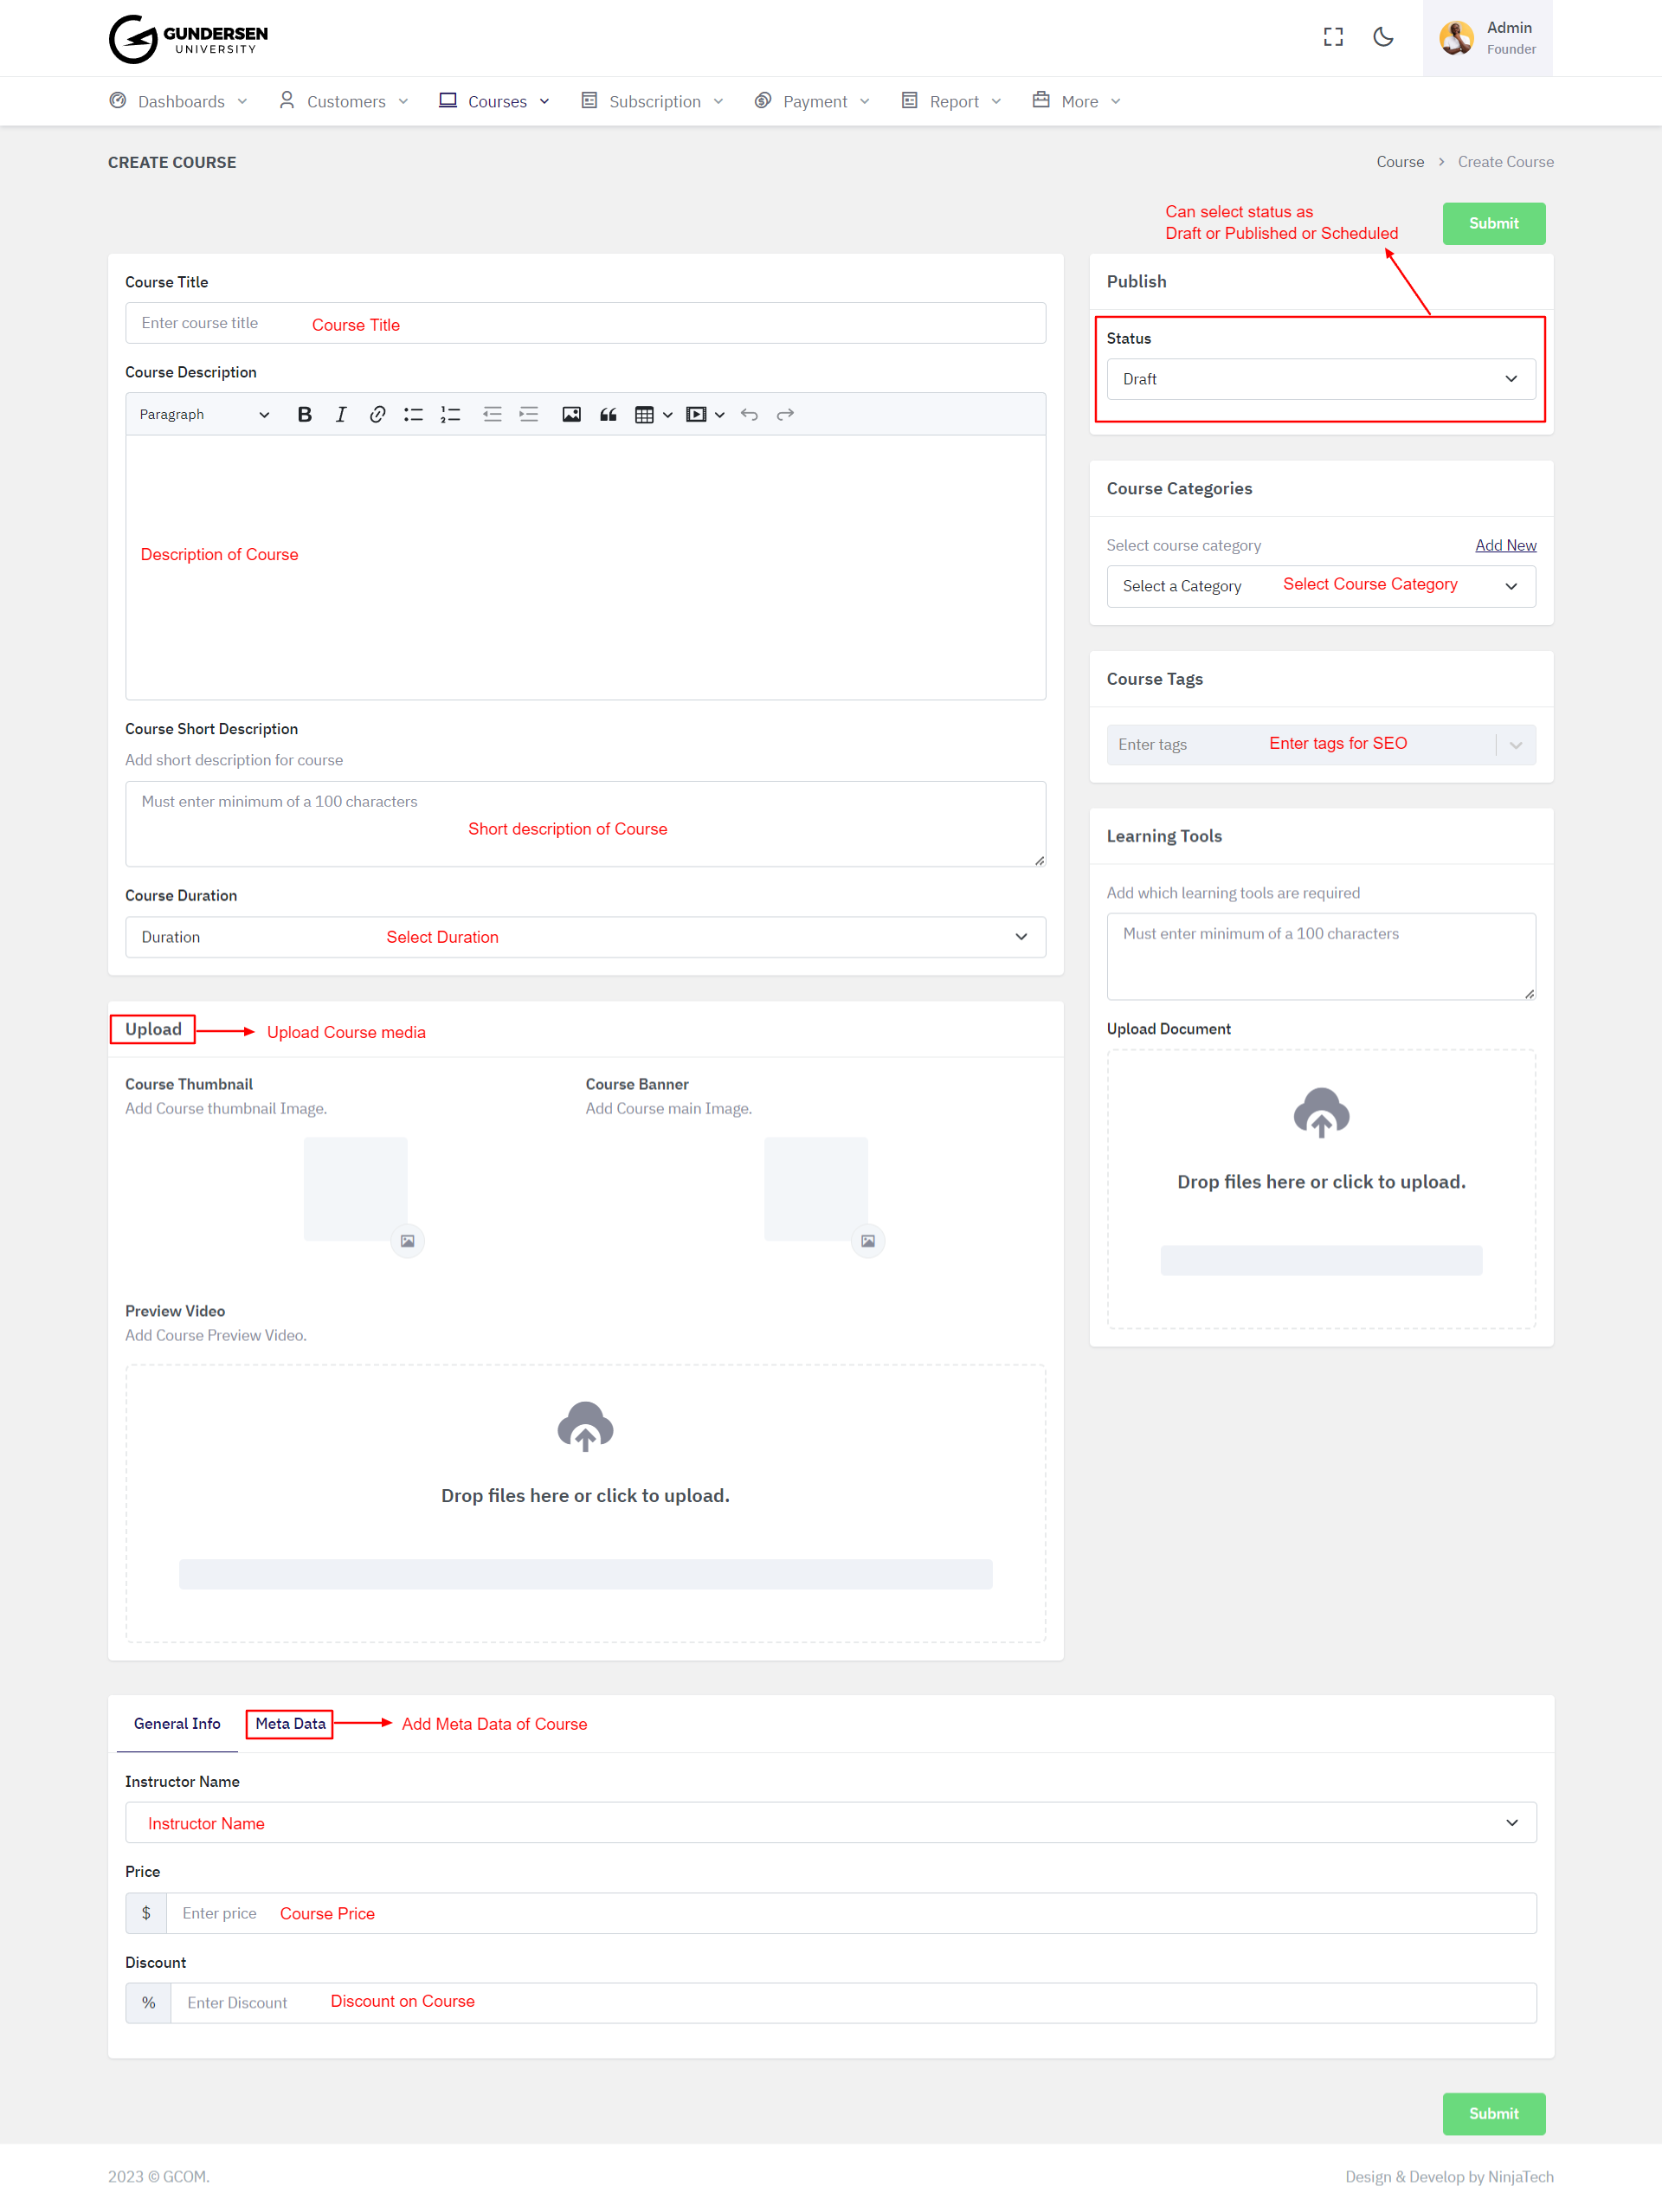 GUNDERSEN
UNIVERSITY
Admin
Founder
Dashboards Customers Courses Subscription Payment Report More
CREATE COURSE
Course > Create Course
Can select status as
Draft or Published or Scheduled
Submit
Course Title
Enter course title Course Title
Course Description
Paragraph
Description of Course
Course Short Description
Add short description for course
Must enter minimum of a 100 characters
Short description of Course
Course Duration
Duration Select Duration
Publish
Status
Draft
Course Categories
Select course category Add New
Select a Category Select Course Category
Course Tags
Enter tags Enter tags for SEO
Learning Tools
Add which learning tools are required
Must enter minimum of a 100 characters
Upload Document
Drop files here or click to upload.
Upload Upload Course media
Course Thumbnail
Add Course thumbnail Image.
Course Banner
Add Course main Image.
Preview Video
Add Course Preview Video.
Drop files here or click to upload.
General Info Meta Data Add Meta Data of Course
Instructor Name
Instructor Name
Price
$ Enter price Course Price
Discount
% Enter Discount Discount on Course
Submit
2023 © GCOM.
Design & Develop by NinjaTech